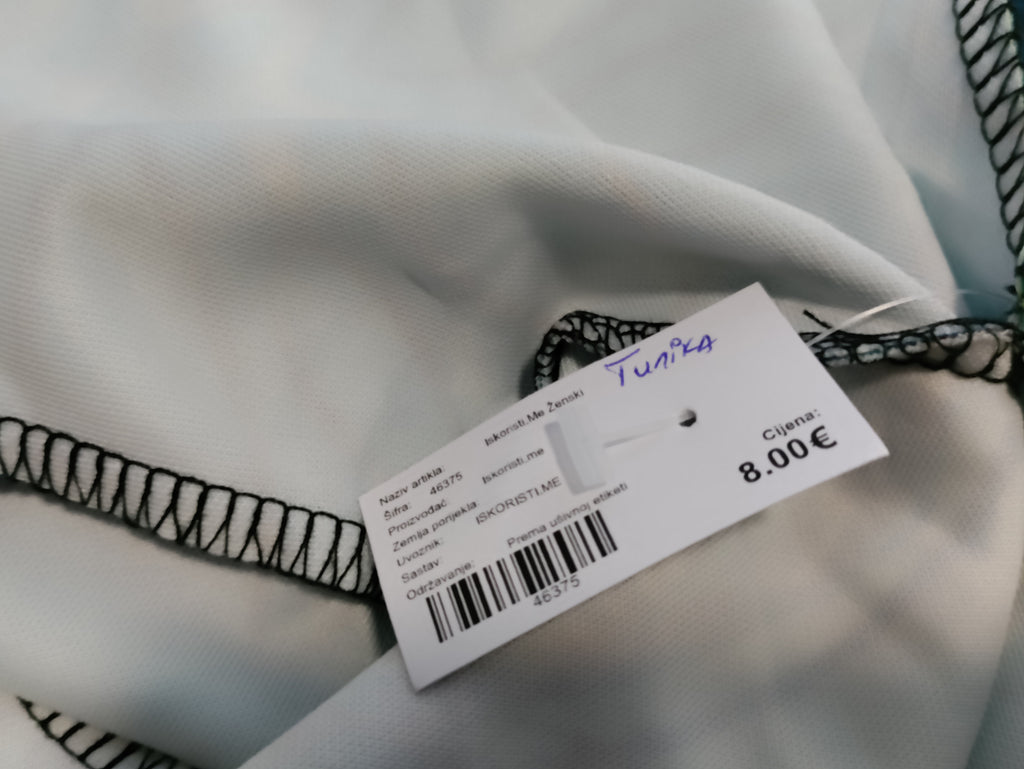 Tunika
Naziv artikla: Iskoristi.Me Ženski
Šifra: 46375
Proizvođač: Iskoristi.me
Zemlja porijekla:
Uvoznik: ISKORISTI.ME
Sastav:
Održavanje: Prema ušivnoj etiketi
46375
Cijena:
8.00€